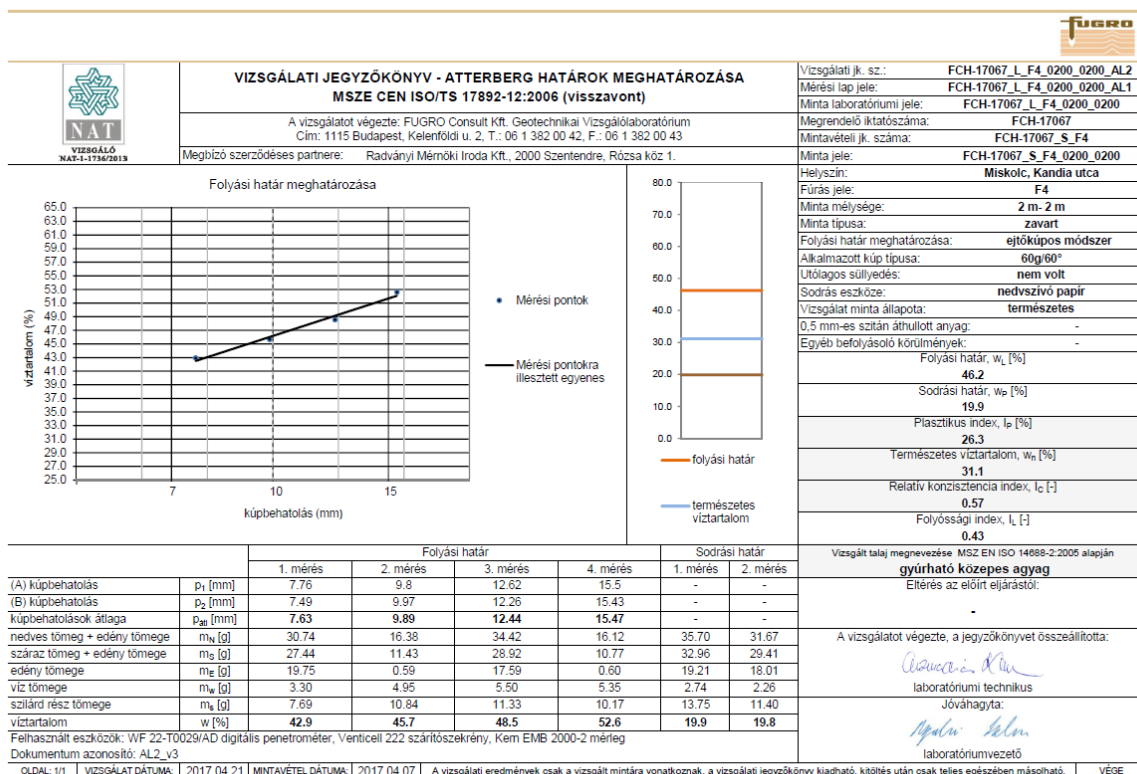 FUGRO
NAT
VIZSGÁLÓ
NAT-1-1736/2013
VIZSGÁLATI JEGYZŐKÖNYV - ATTERBERG HATÁROK MEGHATÁROZÁSA
MSZE CEN ISO/TS 17892-12:2006 (visszavont)
A vizsgálatot végezte: FUGRO Consult Kft. Geotechnikai Vizsgálólaboratórium
Cím: 1115 Budapest, Kelenföldi u. 2, T.: 06 1 382 00 42, F.: 06 1 382 00 43
Megbízó szerződéses partnere: Radványi Mérnöki Iroda Kft., 2000 Szentendre, Rózsa köz 1.
Vizsgálati jk. sz.: FCH-17067_L_F4_0200_0200_AL2
Mérési lap jele: FCH-17067_L_F4_0200_0200_AL1
Minta laboratóriumi jele: FCH-17067_L_F4_0200_0200
Megrendelő iktatószáma: FCH-17067
Mintavételi jk. száma: FCH-17067_S_F4
Minta jele: FCH-17067_S_F4_0200_0200
Helyszín: Miskolc, Kandia utca
Fúrás jele: F4
Minta mélysége: 2 m- 2 m
Minta típusa: zavart
Folyási határ meghatározása: ejtőkúpos módszer
Alkalmazott kúp típusa: 60g/60°
Utólagos süllyedés: nem volt
Sodrás eszköze: nedvszívó papír
Vizsgálat minta állapota: természetes
0,5 mm-es szitán áthullott anyag: -
Egyéb befolyásoló körülmények: -
Folyási határ, wL [%]
46.2
Sodrási határ, wP [%]
19.9
Plasztikus index, IP [%]
26.3
Természetes víztartalom, wn [%]
31.1
Relatív konzisztencia index, IC [-]
0.57
Folyóssági index, IL [-]
0.43
Folyási határ meghatározása
65.0
63.0
61.0
59.0
57.0
55.0
53.0
51.0
49.0
47.0
45.0
43.0
41.0
39.0
37.0
35.0
33.0
31.0
29.0
27.0
25.0
víztartalom (%)
7 10 15
kúpbehatolás (mm)
Mérési pontok
Mérési pontokra
illesztett egyenes
80.0
70.0
60.0
50.0
40.0
30.0
20.0
10.0
0.0
folyási határ
természetes
víztartalom
Folyási határ Sodrási határ
1. mérés 2. mérés 3. mérés 4. mérés 1. mérés 2. mérés
(A) kúpbehatolás p1 [mm] 7.76 9.8 12.62 15.5 - -
(B) kúpbehatolás p2 [mm] 7.49 9.97 12.26 15.43 - -
kúpbehatolások átlaga pátl [mm] 7.63 9.89 12.44 15.47 - -
nedves tömeg + edény tömege mN [g] 30.74 16.38 34.42 16.12 35.70 31.67
száraz tömeg + edény tömege mS [g] 27.44 11.43 28.92 10.77 32.96 29.41
edény tömege mE [g] 19.75 0.59 17.59 0.60 19.21 18.01
víz tömege mw [g] 3.30 4.95 5.50 5.35 2.74 2.26
szilárd rész tömege ms [g] 7.69 10.84 11.33 10.17 13.75 11.40
víztartalom w [%] 42.9 45.7 48.5 52.6 19.9 19.8
Felhasznált eszközök: WF 22-T0029/AD digitális penetrométer, Venticell 222 szárítószekrény, Kern EMB 2000-2 mérleg
Dokumentum azonosító: AL2_v3
Vizsgált talaj megnevezése MSZ EN ISO 14688-2:2005 alapján
gyúrható közepes agyag
Eltérés az előírt eljárástól:
-
A vizsgálatot végezte, a jegyzőkönyvet összeállította:
laboratóriumi technikus
Jóváhagyta:
laboratóriumvezető
OLDAL: 1/1 VIZSGÁLAT DÁTUMA: 2017.04.21 MINTAVÉTEL DÁTUMA: 2017.04.07 A vizsgálati eredmények csak a vizsgált mintára vonatkoznak, a vizsgálati jegyzőkönyv kiadható, kitöltés után csak teljes egészében másolható. VÉGE